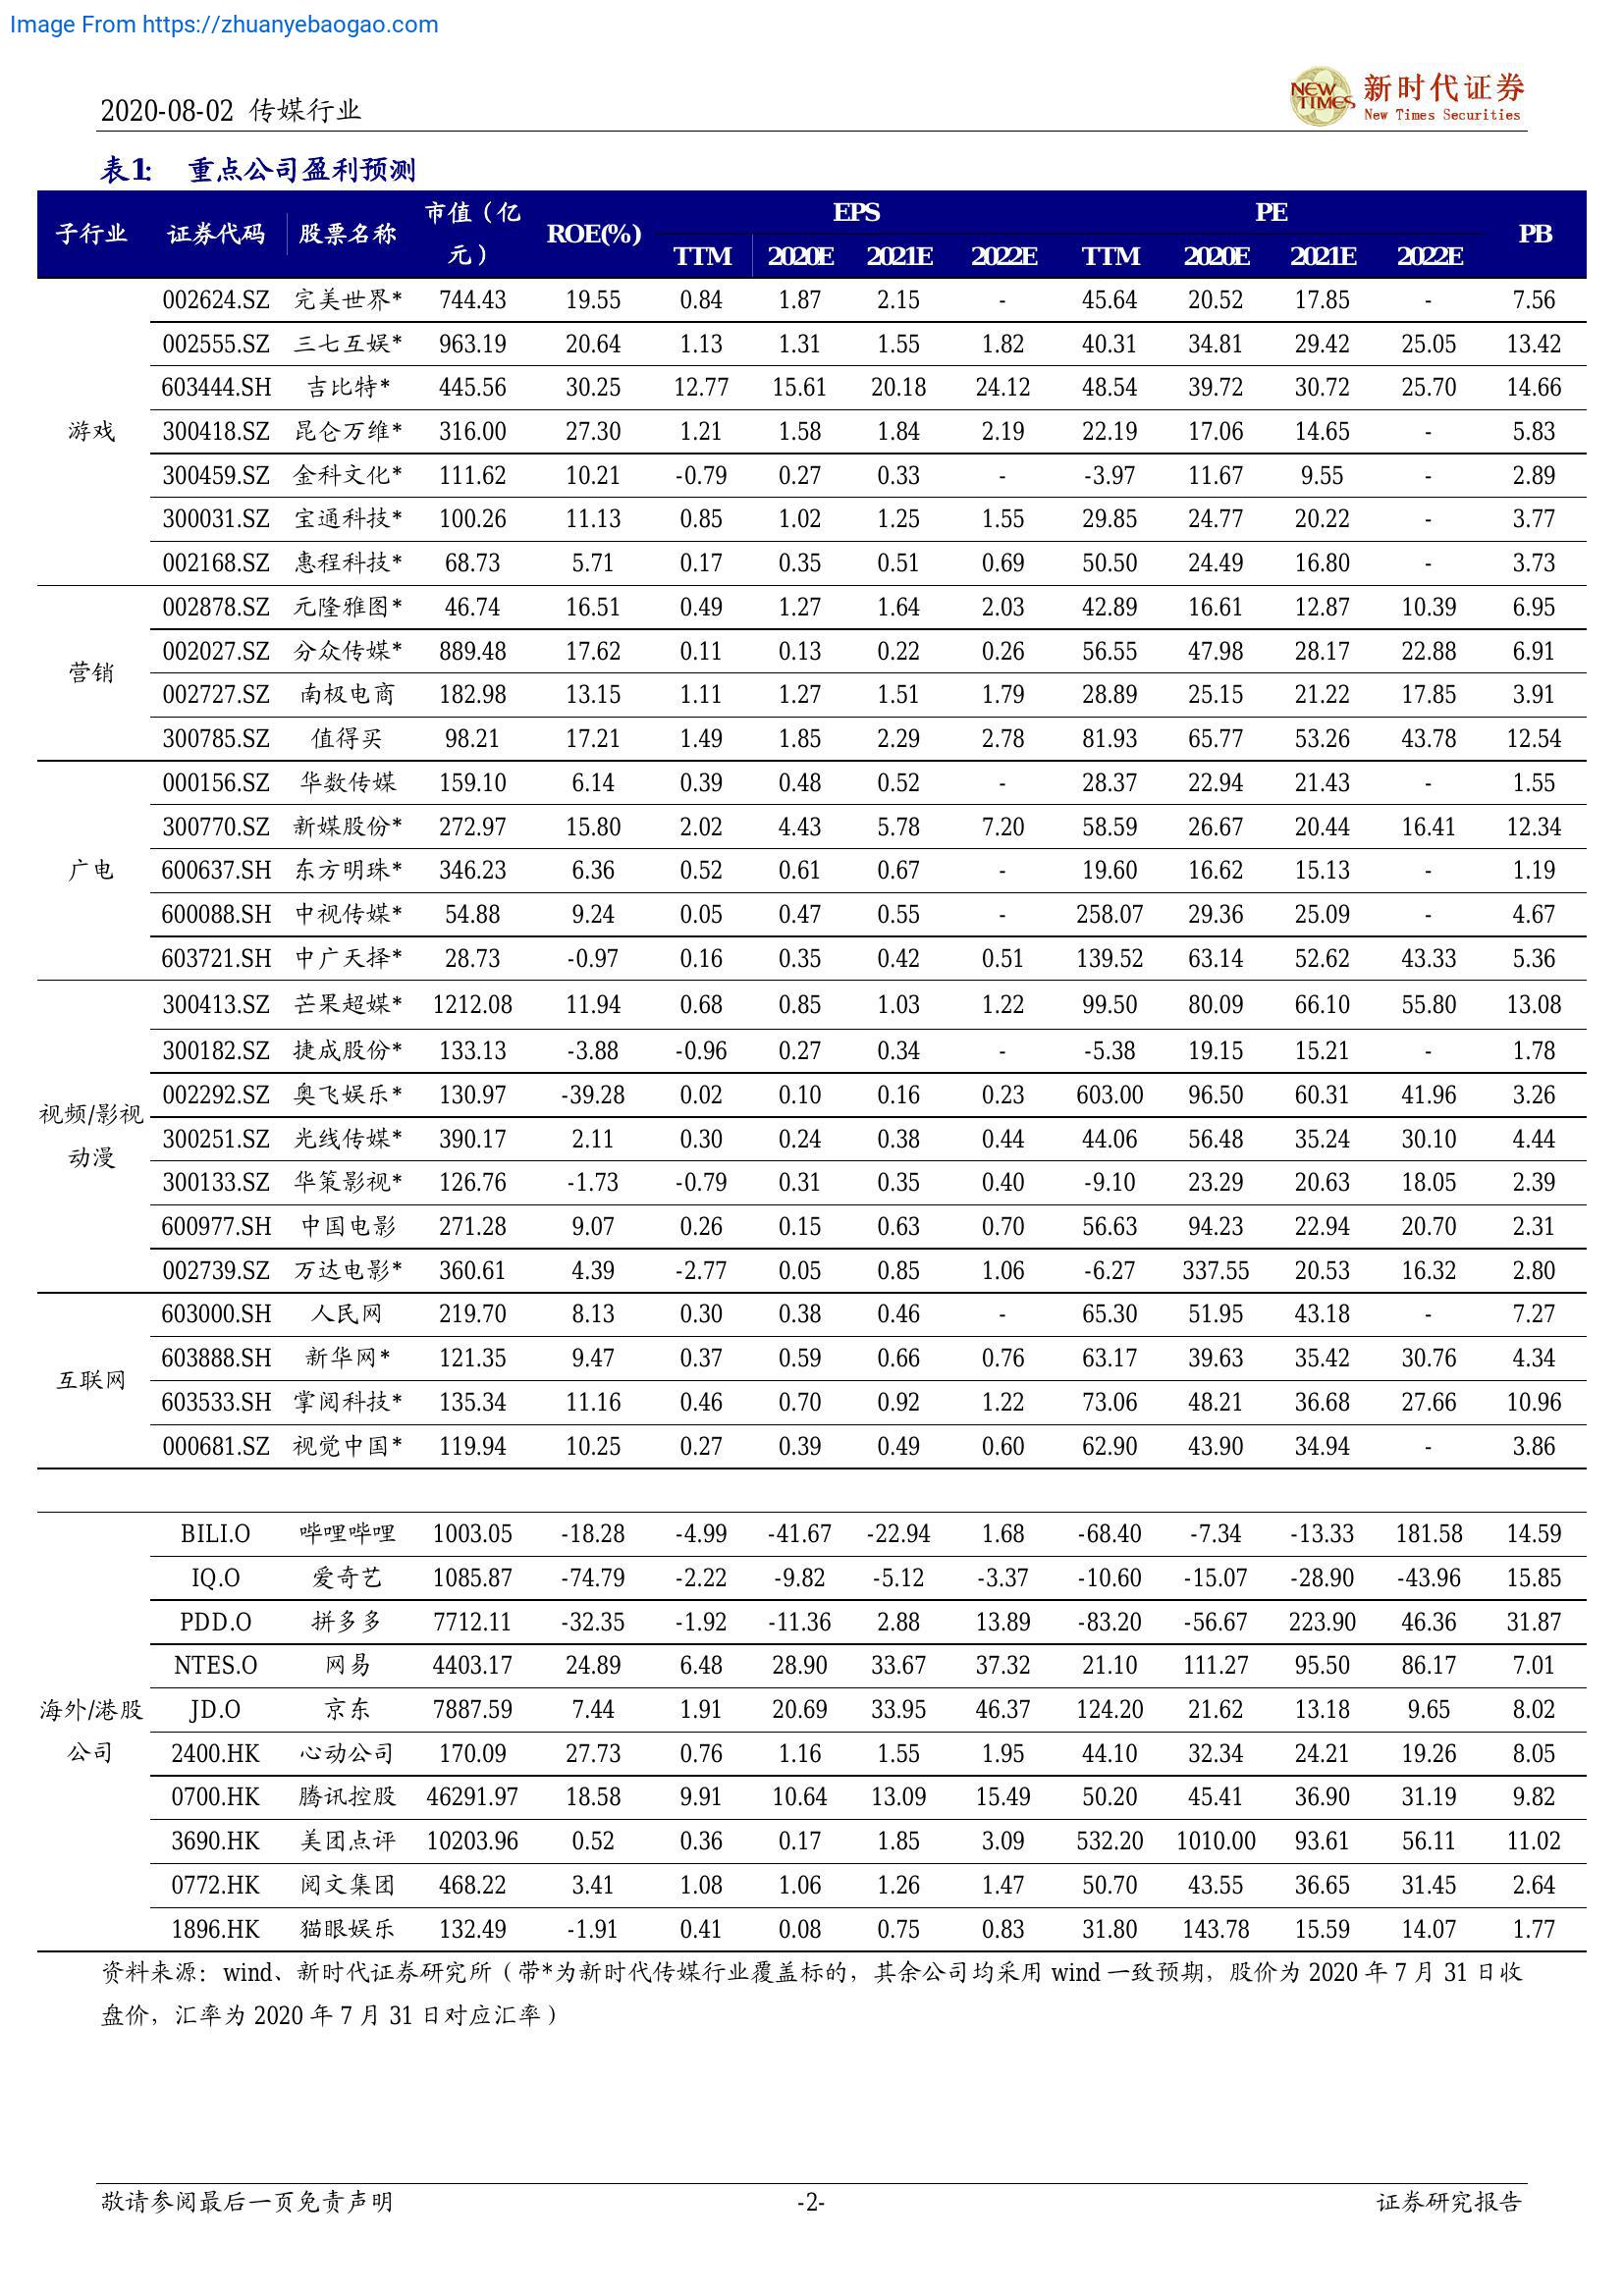 Image From https://zhuanyebaogao.com
2020-08-02 传媒行业
NEW TIMES
新时代证券
New Times Securities
表1: 重点公司盈利预测
子行业 证券代码 股票名称 市值（亿元） ROE(%) EPS PE PB
TTM 2020E 2021E 2022E TTM 2020E 2021E 2022E
游戏
002624.SZ 完美世界* 744.43 19.55 0.84 1.87 2.15 - 45.64 20.52 17.85 - 7.56
002555.SZ 三七互娱* 963.19 20.64 1.13 1.31 1.55 1.82 40.31 34.81 29.42 25.05 13.42
603444.SH 吉比特* 445.56 30.25 12.77 15.61 20.18 24.12 48.54 39.72 30.72 25.70 14.66
300418.SZ 昆仑万维* 316.00 27.30 1.21 1.58 1.84 2.19 22.19 17.06 14.65 - 5.83
300459.SZ 金科文化* 111.62 10.21 -0.79 0.27 0.33 - -3.97 11.67 9.55 - 2.89
300031.SZ 宝通科技* 100.26 11.13 0.85 1.02 1.25 1.55 29.85 24.77 20.22 - 3.77
002168.SZ 惠程科技* 68.73 5.71 0.17 0.35 0.51 0.69 50.50 24.49 16.80 - 3.73
营销
002878.SZ 元隆雅图* 46.74 16.51 0.49 1.27 1.64 2.03 42.89 16.61 12.87 10.39 6.95
002027.SZ 分众传媒* 889.48 17.62 0.11 0.13 0.22 0.26 56.55 47.98 28.17 22.88 6.91
002727.SZ 南极电商 182.98 13.15 1.11 1.27 1.51 1.79 28.89 25.15 21.22 17.85 3.91
300785.SZ 值得买 98.21 17.21 1.49 1.85 2.29 2.78 81.93 65.77 53.26 43.78 12.54
广电
000156.SZ 华数传媒 159.10 6.14 0.39 0.48 0.52 - 28.37 22.94 21.43 - 1.55
300770.SZ 新媒股份* 272.97 15.80 2.02 4.43 5.78 7.20 58.59 26.67 20.44 16.41 12.34
600637.SH 东方明珠* 346.23 6.36 0.52 0.61 0.67 - 19.60 16.62 15.13 - 1.19
600088.SH 中视传媒* 54.88 9.24 0.05 0.47 0.55 - 258.07 29.36 25.09 - 4.67
603721.SH 中广天择* 28.73 -0.97 0.16 0.35 0.42 0.51 139.52 63.14 52.62 43.33 5.36
视频/影视
动漫
300413.SZ 芒果超媒* 1212.08 11.94 0.68 0.85 1.03 1.22 99.50 80.09 66.10 55.80 13.08
300182.SZ 捷成股份* 133.13 -3.88 -0.96 0.27 0.34 - -5.38 19.15 15.21 - 1.78
002292.SZ 奥飞娱乐* 130.97 -39.28 0.02 0.10 0.16 0.23 603.00 96.50 60.31 41.96 3.26
300251.SZ 光线传媒* 390.17 2.11 0.30 0.24 0.38 0.44 44.06 56.48 35.24 30.10 4.44
300133.SZ 华策影视* 126.76 -1.73 -0.79 0.31 0.35 0.40 -9.10 23.29 20.63 18.05 2.39
600977.SH 中国电影 271.28 9.07 0.26 0.15 0.63 0.70 56.63 94.23 22.94 20.70 2.31
002739.SZ 万达电影* 360.61 4.39 -2.77 0.05 0.85 1.06 -6.27 337.55 20.53 16.32 2.80
互联网
603000.SH 人民网 219.70 8.13 0.30 0.38 0.46 - 65.30 51.95 43.18 - 7.27
603888.SH 新华网* 121.35 9.47 0.37 0.59 0.66 0.76 63.17 39.63 35.42 30.76 4.34
603533.SH 掌阅科技* 135.34 11.16 0.46 0.70 0.92 1.22 73.06 48.21 36.68 27.66 10.96
000681.SZ 视觉中国* 119.94 10.25 0.27 0.39 0.49 0.60 62.90 43.90 34.94 - 3.86
海外/港股
公司
BILI.O 哔哩哔哩 1003.05 -18.28 -4.99 -41.67 -22.94 1.68 -68.40 -7.34 -13.33 181.58 14.59
IQ.O 爱奇艺 1085.87 -74.79 -2.22 -9.82 -5.12 -3.37 -10.60 -15.07 -28.90 -43.96 15.85
PDD.O 拼多多 7712.11 -32.35 -1.92 -11.36 2.88 13.89 -83.20 -56.67 223.90 46.36 31.87
NTES.O 网易 4403.17 24.89 6.48 28.90 33.67 37.32 21.10 111.27 95.50 86.17 7.01
JD.O 京东 7887.59 7.44 1.91 20.69 33.95 46.37 124.20 21.62 13.18 9.65 8.02
2400.HK 心动公司 170.09 27.73 0.76 1.16 1.55 1.95 44.10 32.34 24.21 19.26 8.05
0700.HK 腾讯控股 46291.97 18.58 9.91 10.64 13.09 15.49 50.20 45.41 36.90 31.19 9.82
3690.HK 美团点评 10203.96 0.52 0.36 0.17 1.85 3.09 532.20 1010.00 93.61 56.11 11.02
0772.HK 阅文集团 468.22 3.41 1.08 1.06 1.26 1.47 50.70 43.55 36.65 31.45 2.64
1896.HK 猫眼娱乐 132.49 -1.91 0.41 0.08 0.75 0.83 31.80 143.78 15.59 14.07 1.77
资料来源：wind、新时代证券研究所（带*为新时代传媒行业覆盖标的，其余公司均采用 wind 一致预期，股价为 2020 年 7 月 31 日收
盘价，汇率为 2020 年 7 月 31 日对应汇率）
敬请参阅最后一页免责声明 -2- 证券研究报告